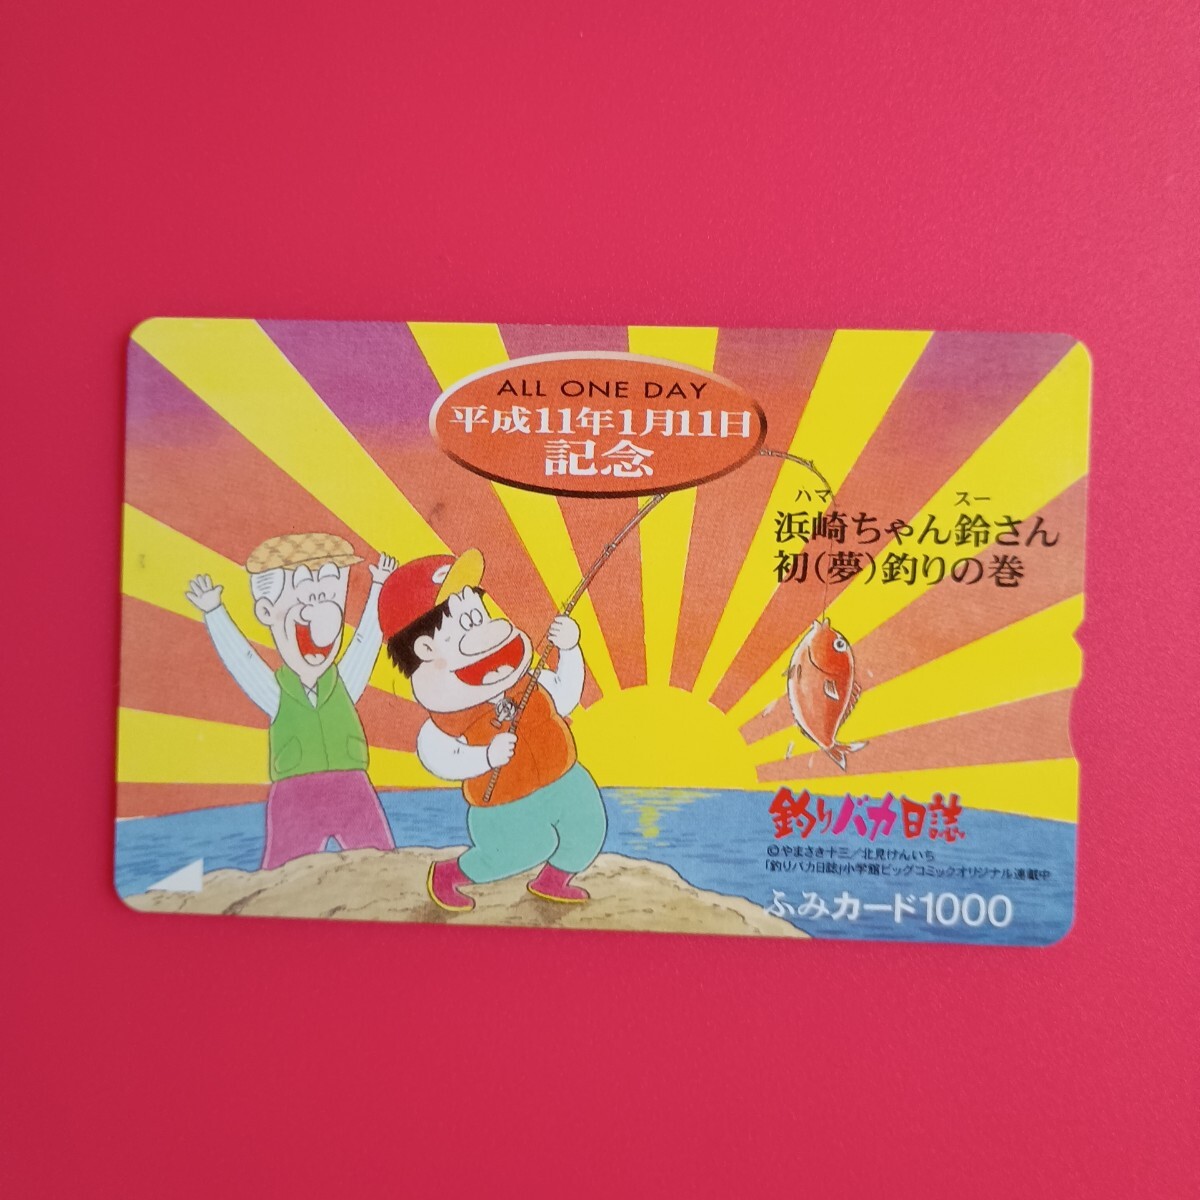 ALL ONE DAY
平成11年1月11日
記念
ハマ スー
浜崎ちゃん鈴さん
初(夢)釣りの巻
釣りバカ日誌
©やまさき十三／北見けんいち
「釣りバカ日誌」小学館ビッグコミックオリジナル連載中
ふみカード1000